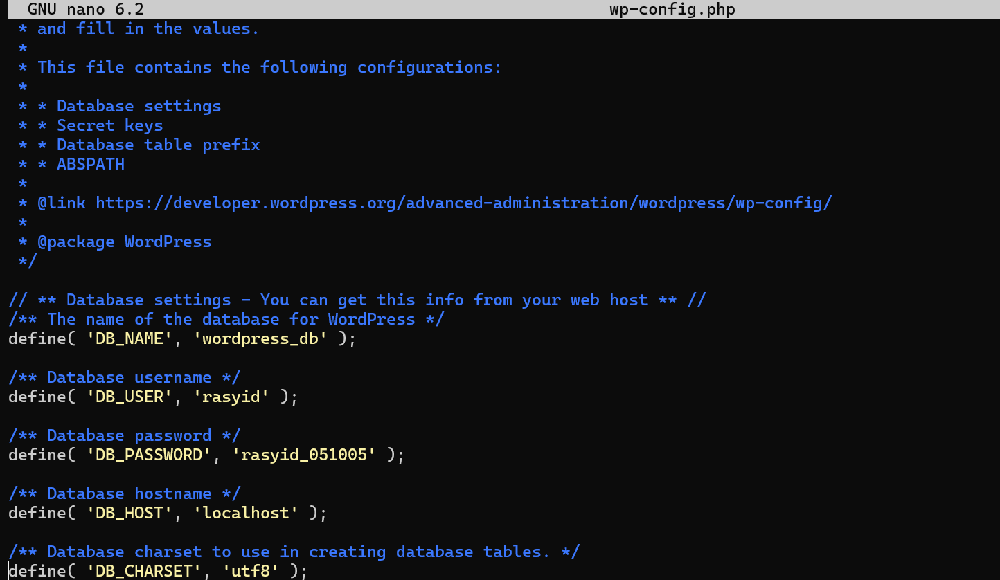 GNU nano 6.2 wp-config.php
* and fill in the values.
*
* This file contains the following configurations:
*
* * Database settings
* * Secret keys
* * Database table prefix
* * ABSPATH
*
* @link https://developer.wordpress.org/advanced-administration/wordpress/wp-config/
*
* @package WordPress
*/
// ** Database settings - You can get this info from your web host ** //
/** The name of the database for WordPress */
define( 'DB_NAME', 'wordpress_db' );
/** Database username */
define( 'DB_USER', 'rasyid' );
/** Database password */
define( 'DB_PASSWORD', 'rasyid_051005' );
/** Database hostname */
define( 'DB_HOST', 'localhost' );
/** Database charset to use in creating database tables. */
define( 'DB_CHARSET', 'utf8' );